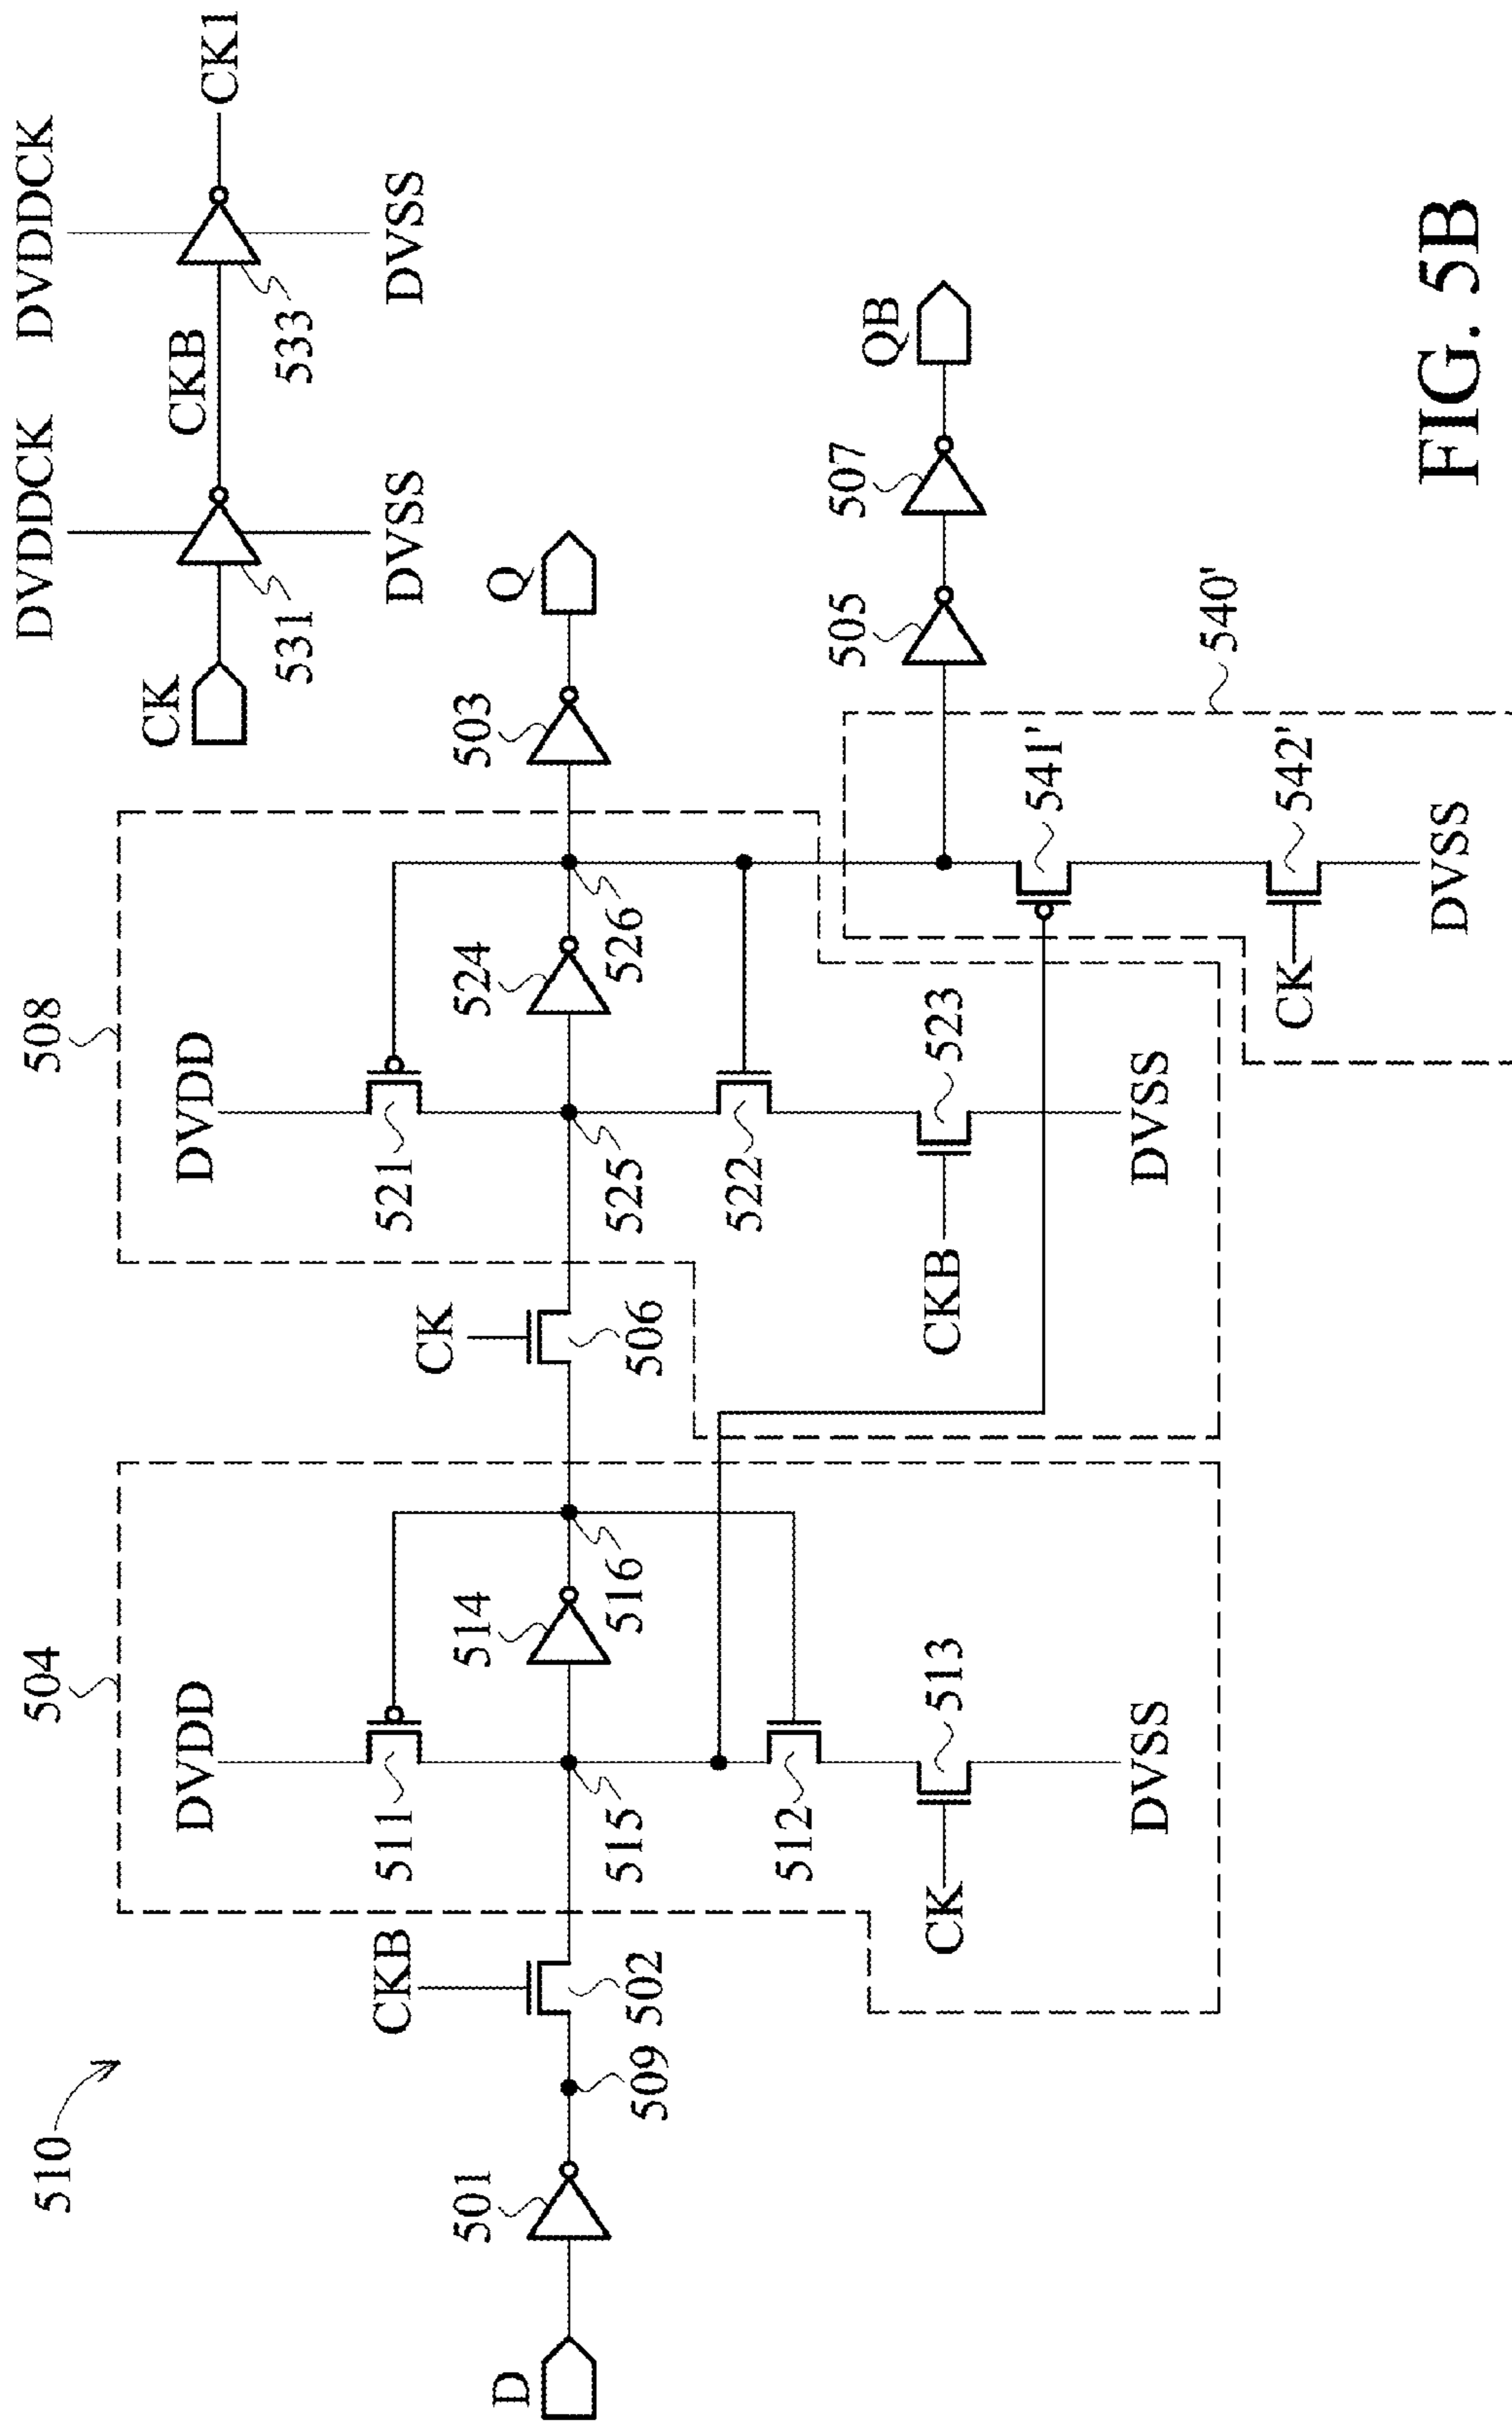 510
D
501
509
CKB
502
504
DVDD
511
515
514
516
512
CK
513
DVSS
CK
506
508
DVDD
521
525
524
526
522
CKB
523
DVSS
503
Q
505
507
QB
540'
541'
CK
542'
DVSS
CK
531
DVDDCK
DVSS
CKB
533
DVDDCK
DVSS
CK1
FIG. 5B